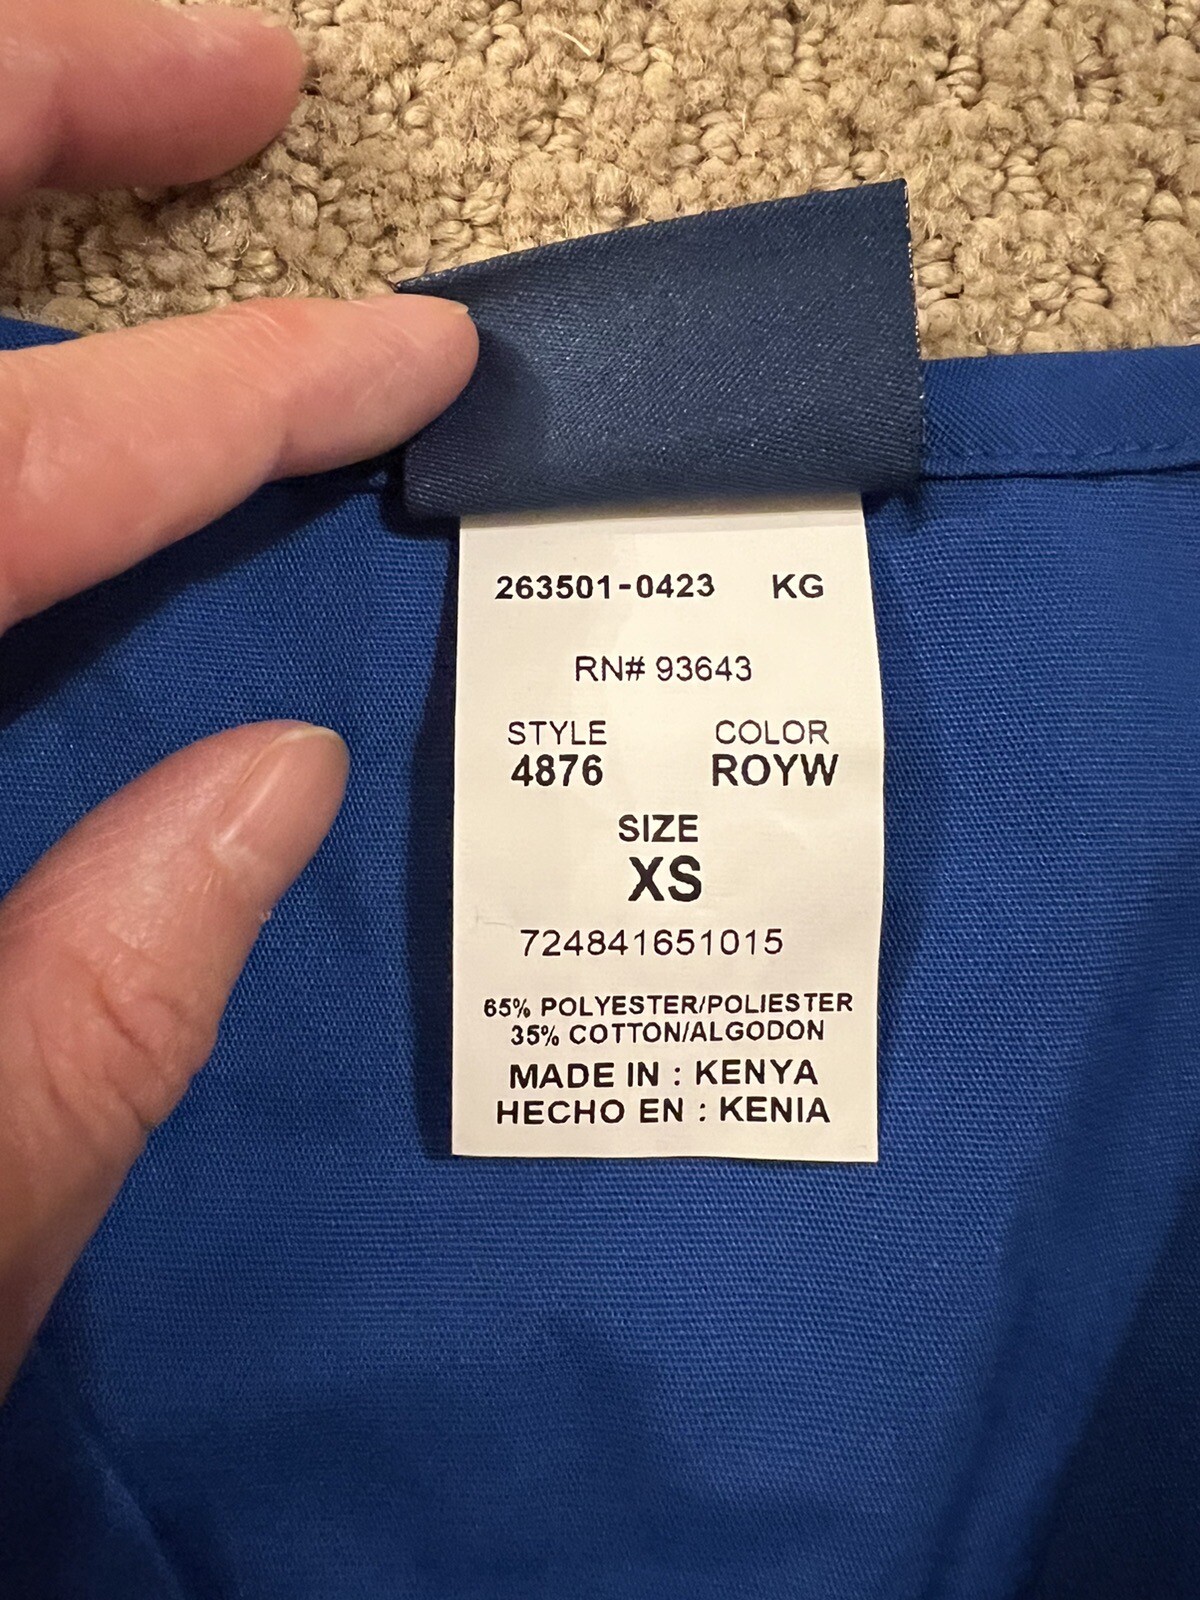 263501-0423 KG
RN# 93643
STYLE COLOR
4876 ROYW
SIZE
XS
724841651015
65% POLYESTER/POLIESTER
35% COTTON/ALGODON
MADE IN : KENYA
HECHO EN : KENIA